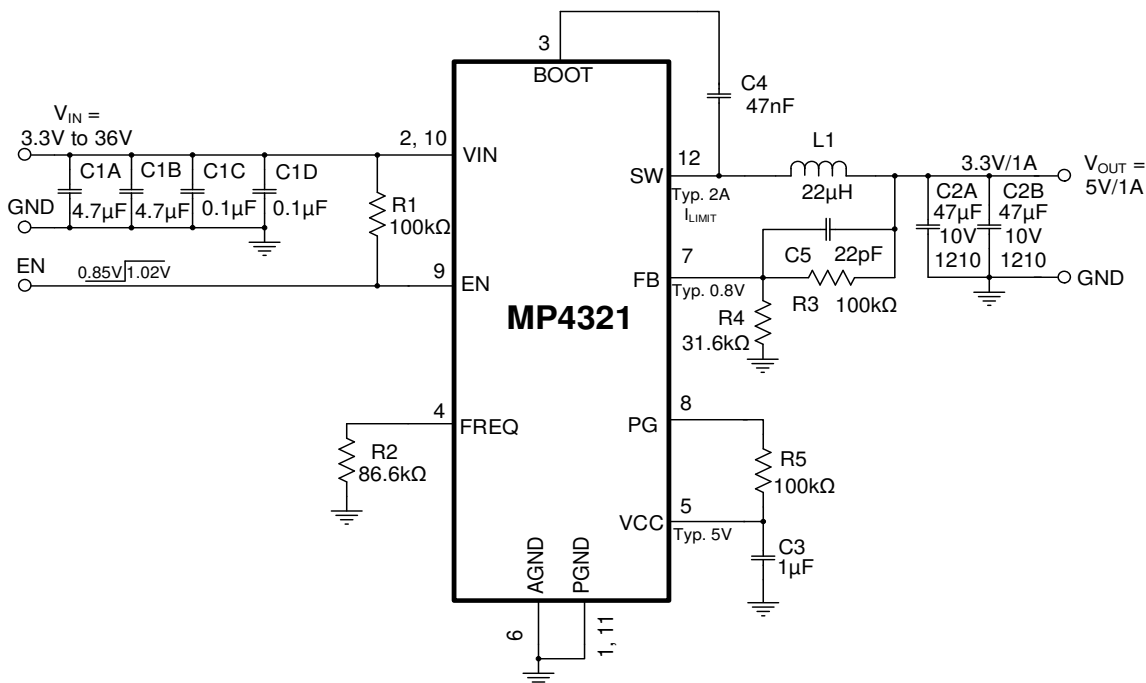 3
BOOT
C4
47nF
V_IN =
3.3V to 36V
2, 10
VIN
C1A
C1B
C1C
C1D
4.7µF
4.7µF
0.1µF
0.1µF
GND
R1
100kΩ
EN
0.85V 1.02V
9
EN
MP4321
12
SW
Typ. 2A
I_LIMIT
L1
22µH
3.3V/1A
V_OUT =
5V/1A
C2A
47µF
10V
1210
C2B
47µF
10V
1210
GND
7
FB
Typ. 0.8V
C5
22pF
R3
100kΩ
R4
31.6kΩ
4
FREQ
R2
86.6kΩ
8
PG
R5
100kΩ
5
VCC
Typ. 5V
C3
1µF
AGND
PGND
6
1, 11